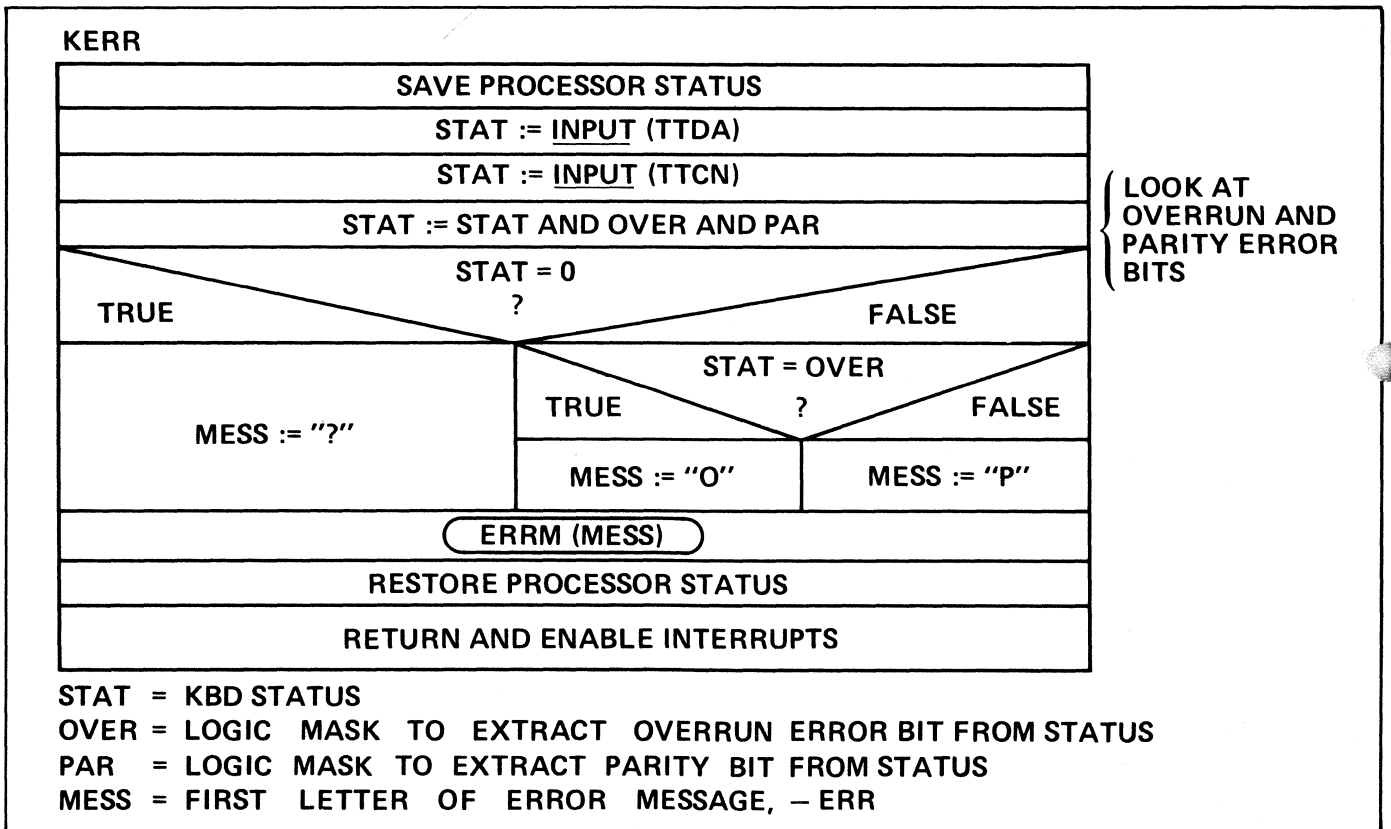 KERR
SAVE PROCESSOR STATUS
STAT := INPUT (TTDA)
STAT := INPUT (TTCN)
STAT := STAT AND OVER AND PAR
LOOK AT
OVERRUN AND
PARITY ERROR
BITS
STAT = 0
?
TRUE
FALSE
STAT = OVER
?
TRUE
FALSE
MESS := "?"
MESS := "O"
MESS := "P"
ERRM (MESS)
RESTORE PROCESSOR STATUS
RETURN AND ENABLE INTERRUPTS
STAT = KBD STATUS
OVER = LOGIC MASK TO EXTRACT OVERRUN ERROR BIT FROM STATUS
PAR = LOGIC MASK TO EXTRACT PARITY BIT FROM STATUS
MESS = FIRST LETTER OF ERROR MESSAGE, – ERR